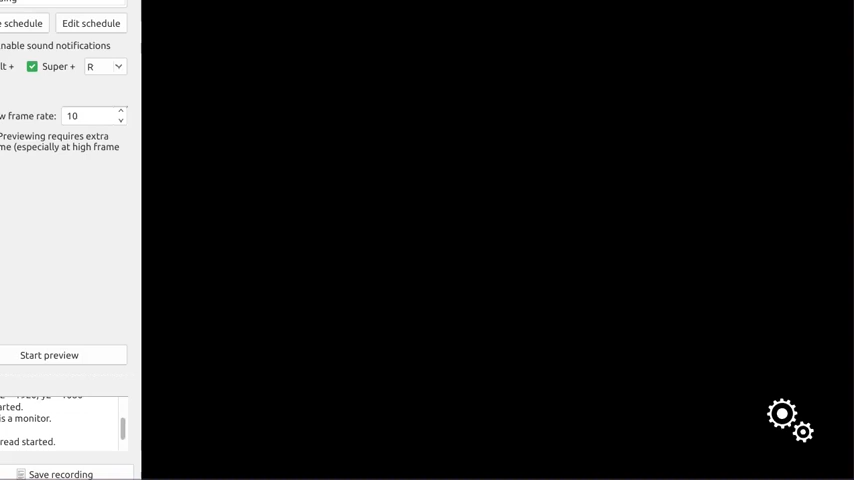 e schedule
Edit schedule
nable sound notifications
lt + Super + R
w frame rate: 10
Previewing requires extra
me (especially at high frame
Start preview
arted.
is a monitor.
read started.
Save recording